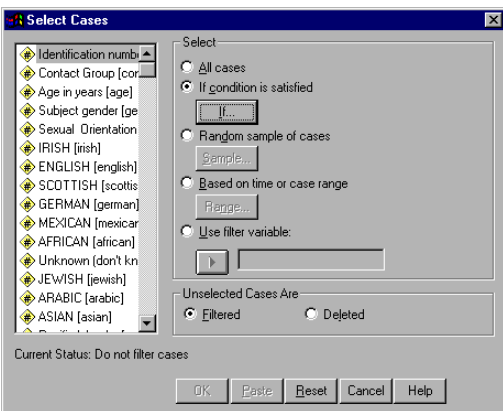 Select Cases
Identification numbe
Contact Group [cor
Age in years [age]
Subject gender [ge
Sexual Orientation
IRISH [irish]
ENGLISH [english]
SCOTTISH [scottis
GERMAN [german]
MEXICAN [mexicar
AFRICAN [african]
Unknown (don't kn
JEWISH [jewish]
ARABIC [arabic]
ASIAN [asian]
Select
All cases
If condition is satisfied
If...
Random sample of cases
Sample...
Based on time or case range
Range...
Use filter variable:
Unselected Cases Are
Filtered
Deleted
Current Status: Do not filter cases
OK
Paste
Reset
Cancel
Help